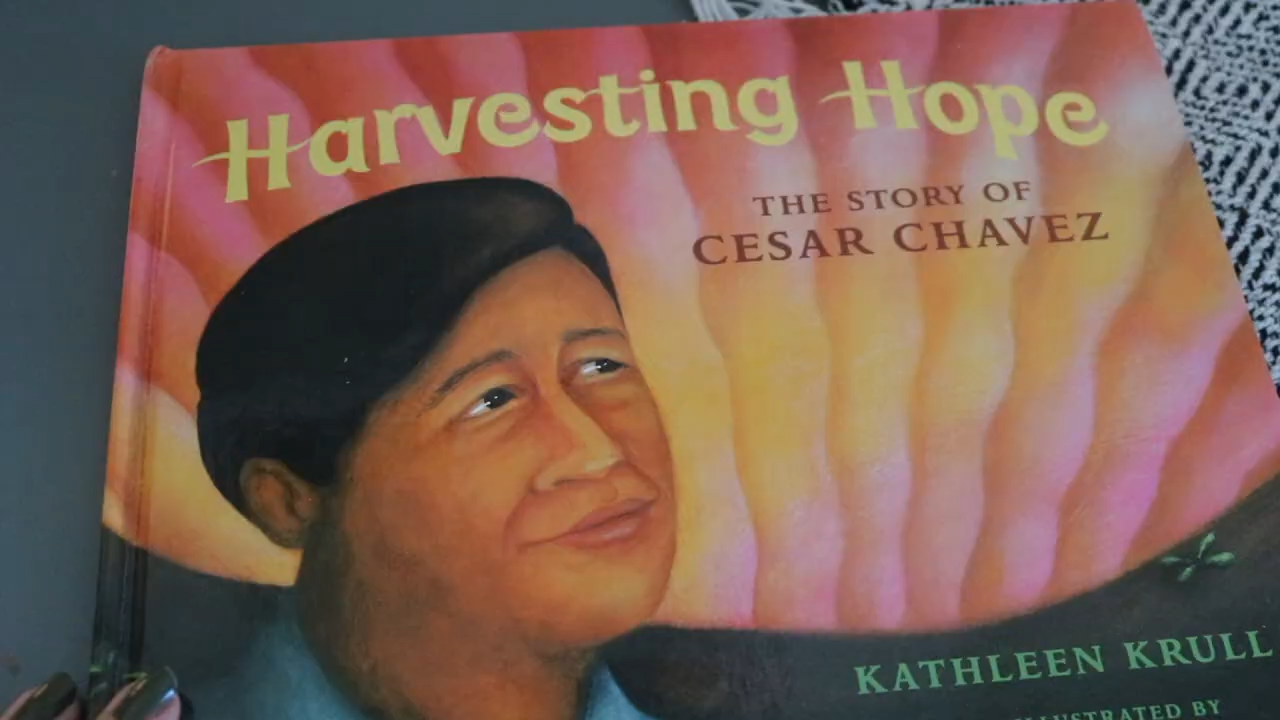 Harvesting Hope
THE STORY OF
CESAR CHAVEZ
KATHLEEN KRULL
ILLUSTRATED BY